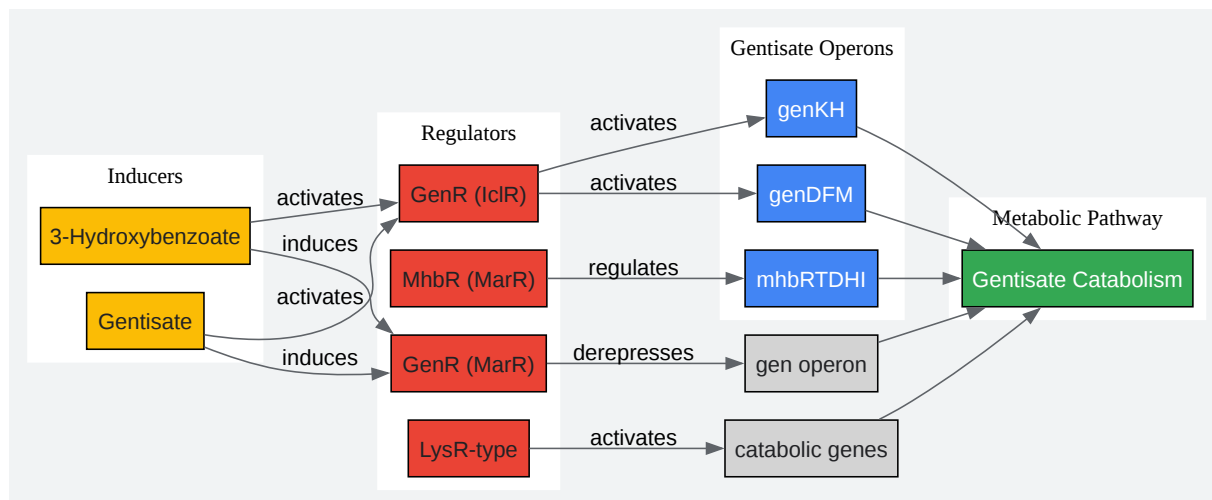 Inducers
3-Hydroxybenzoate
Gentisate
activates
induces
activates
induces
Regulators
GenR (IclR)
MhbR (MarR)
GenR (MarR)
LysR-type
activates
activates
regulates
derepresses
activates
Gentisate Operons
genKH
genDFM
mhbRTDHI
gen operon
catabolic genes
Metabolic Pathway
Gentisate Catabolism